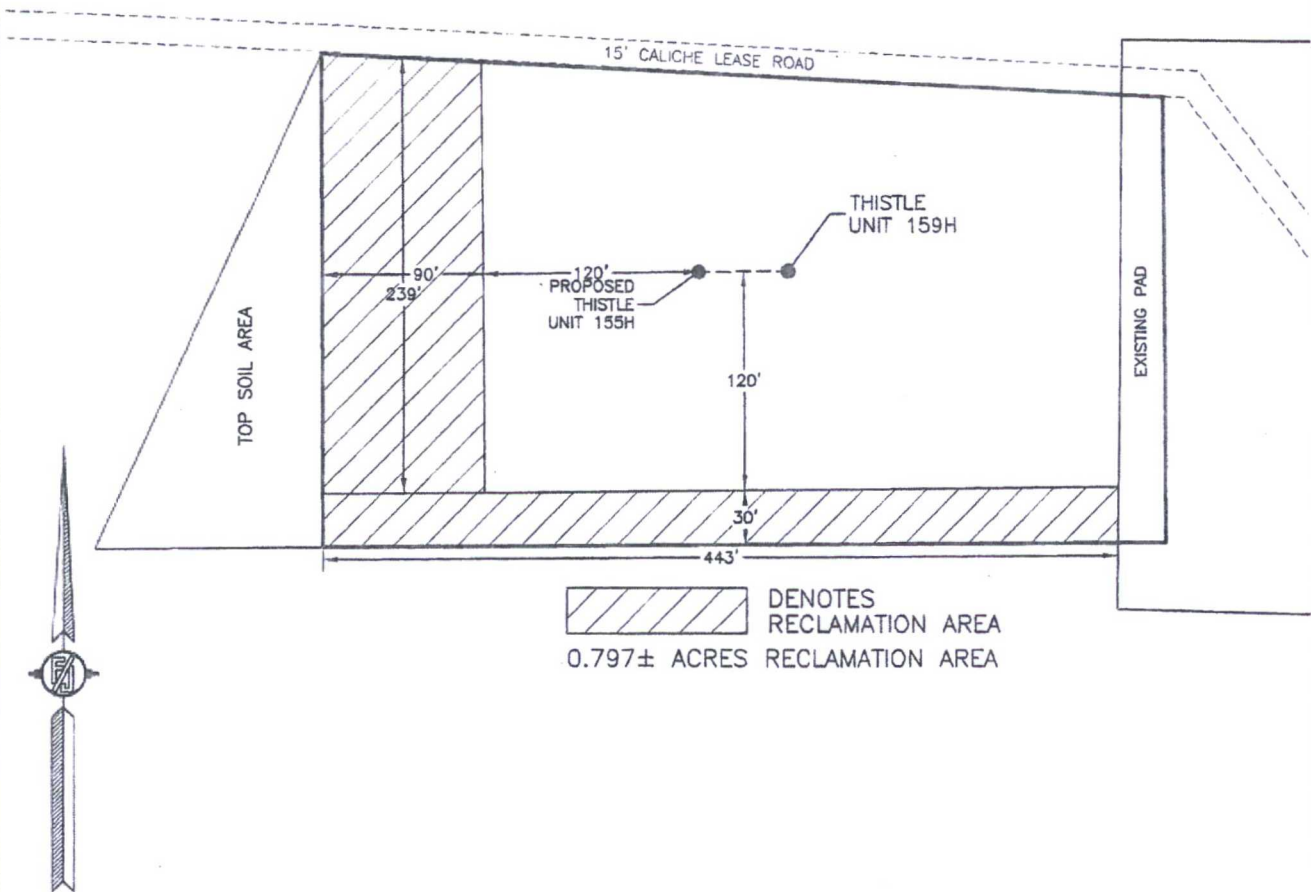 15' CALICHE LEASE ROAD
THISTLE
UNIT 159H
90'
239'
120'
PROPOSED
THISTLE
UNIT 155H
120'
TOP SOIL AREA
EXISTING PAD
30'
443'
DENOTES
RECLAMATION AREA
0.797± ACRES RECLAMATION AREA